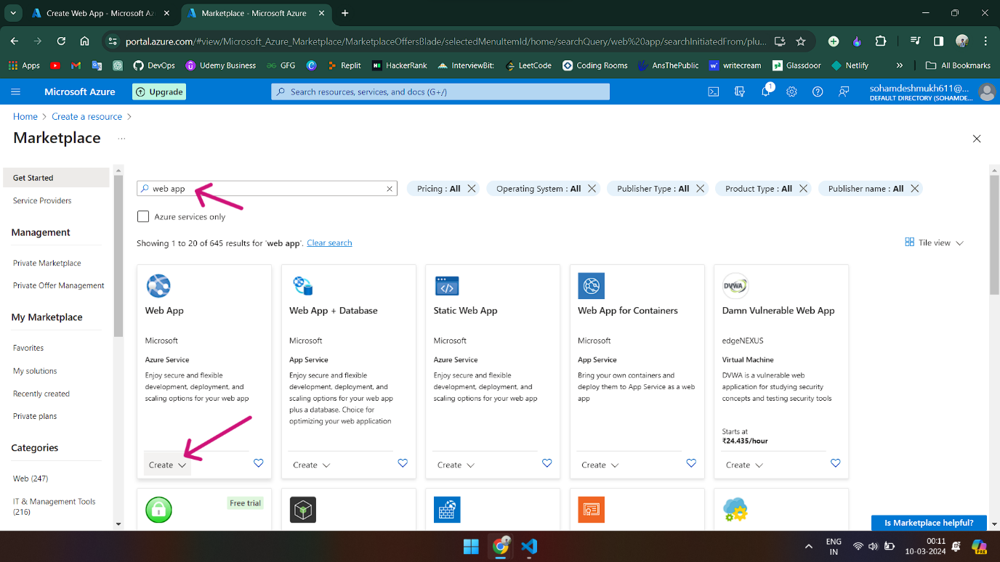 Create Web App - Microsoft Az
Marketplace - Microsoft Azure
portal.azure.com/#view/Microsoft_Azure_Marketplace/MarketplaceOffersBlade/selectedMenuItemId/home/searchQuery/web%20app/searchInitiatedFrom/plu...
Apps
DevOps
Udemy Business
GFG
Replit
HackerRank
InterviewBit:
LeetCode
Coding Rooms
AnsThePublic
writecream
Glassdoor
Netlify
All Bookmarks
Microsoft Azure
Upgrade
Search resources, services, and docs (G+/)
1
sohamdeshmukh611@...
DEFAULT DIRECTORY (SOHAMDE...
Home > Create a resource >
Marketplace ...
Get Started
Service Providers
Management
Private Marketplace
Private Offer Management
My Marketplace
Favorites
My solutions
Recently created
Private plans
Categories
Web (247)
IT & Management Tools
(216)
web app
Pricing : All
Operating System : All
Publisher Type : All
Product Type : All
Publisher name : All
Azure services only
Showing 1 to 20 of 645 results for 'web app'. Clear search
Tile view
Web App
Microsoft
Azure Service
Enjoy secure and flexible
development, deployment, and
scaling options for your web app
Create
Web App + Database
Microsoft
App Service
Enjoy secure and flexible
development, deployment, and
scaling options for your web app
plus a database. Choice for
optimizing your web application
Create
Static Web App
Microsoft
Azure Service
Enjoy secure and flexible
development, deployment, and
scaling options for your web app
Create
Web App for Containers
Microsoft
App Service
Bring your own containers and
deploy them to App Service as a web
app
Create
DVWA
Damn Vulnerable Web App
edgeNEXUS
Virtual Machine
DVWA is a vulnerable web
application for studying security
concepts and testing security tools
Starts at
₹24.435/hour
Create
Free trial
Is Marketplace helpful?
ENG
IN
00:11
10-03-2024
PRE